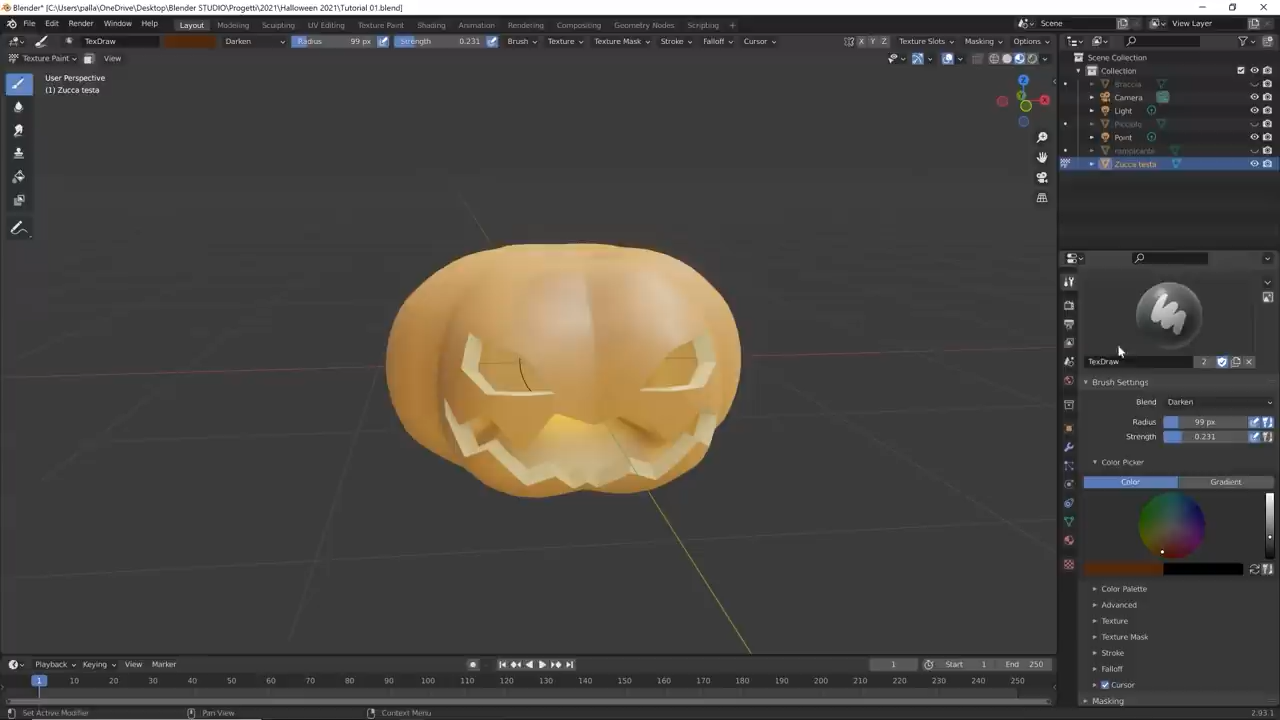 Blender* [C:\Users\palla\OneDrive\Desktop\Blender STUDIO\Progetti\2021\Halloween 2021\Tutorial 01.blend]
File Edit Render Window Help Layout Modeling Sculpting UV Editing Texture Paint Shading Animation Rendering Compositing Geometry Nodes Scripting + Scene View Layer
TexDraw Darken Radius 99 px Strength 0.231 Brush Texture Texture Mask Stroke Falloff Cursor X Y Z Texture Slots Masking Options
Texture Paint View
User Perspective
(1) Zucca testa
Z
X
Scene Collection
Collection
Braccia
Camera
Light
Piccolo
Point
rampicante
Zucca testa
TexDraw 2
Brush Settings
Blend Darken
Radius 99 px
Strength 0.231
Color Picker
Color Gradient
Color Palette
Advanced
Texture
Texture Mask
Stroke
Falloff
Cursor
Masking
Playback Keying View Marker 1 Start 1 End 250
1 10 20 30 40 50 60 70 80 90 100 110 120 130 140 150 160 170 180 190 200 210 220 230 240 250
Set Active Modifier Pan View Context Menu 2.93.1